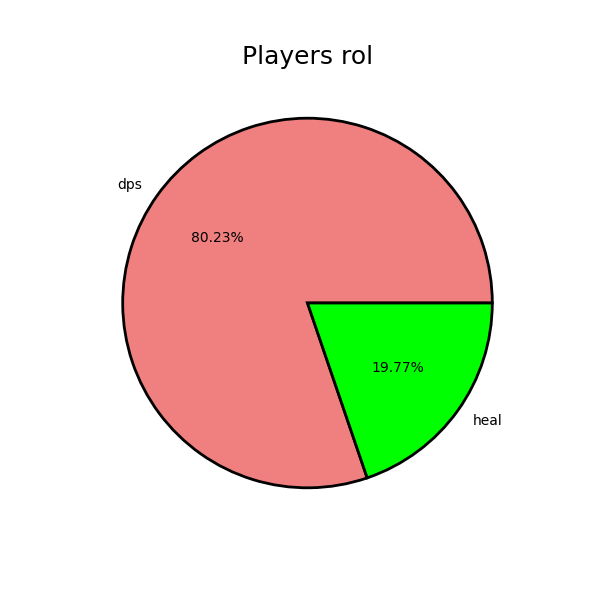 Players rol
dps
80.23%
19.77%
heal